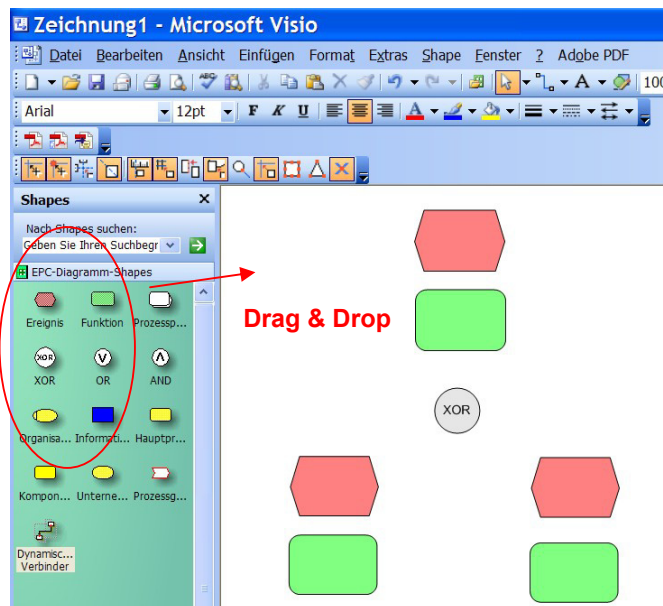 Zeichnung1 - Microsoft Visio
Datei Bearbeiten Ansicht Einfügen Format Extras Shape Fenster ? Adobe PDF
100
Arial 12pt F K U A
Shapes X
Nach Shapes suchen:
Geben Sie Ihren Suchbegr
EPC-Diagramm-Shapes
Ereignis Funktion Prozessp...
XOR V Λ
XOR OR AND
Organisa... Informati... Hauptpr...
Kompon... Unterne... Prozessg...
Dynamisc...
Verbinder
Drag & Drop
XOR